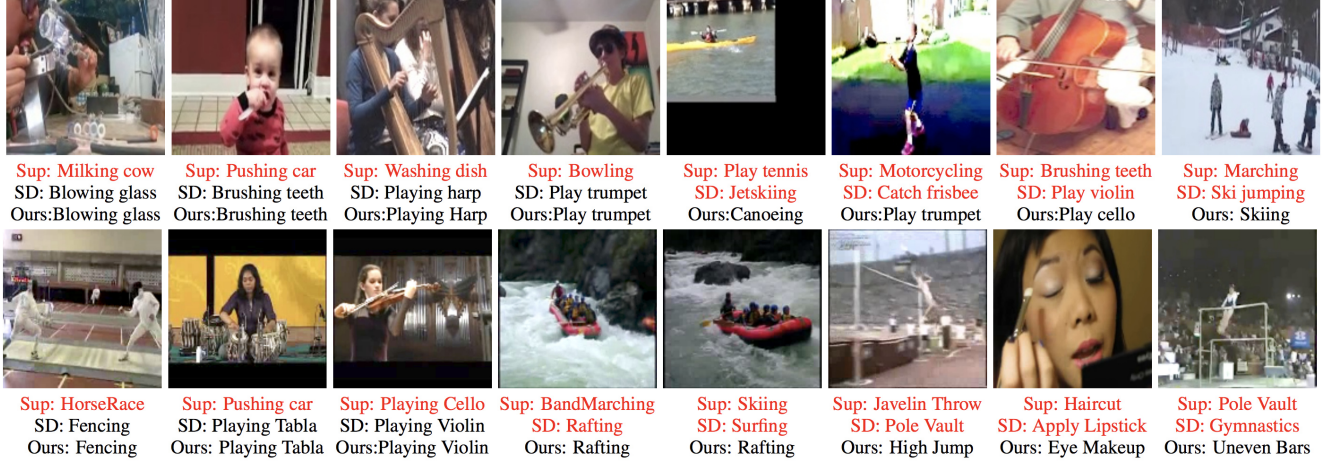 Sup: Milking cow
SD: Blowing glass
Ours:Blowing glass
Sup: Pushing car
SD: Brushing teeth
Ours:Brushing teeth
Sup: Washing dish
SD: Playing harp
Ours:Playing Harp
Sup: Bowling
SD: Play trumpet
Ours:Play trumpet
Sup: Play tennis
SD: Jetskiing
Ours:Canoeing
Sup: Motorcycling
SD: Catch frisbee
Ours:Play trumpet
Sup: Brushing teeth
SD: Play violin
Ours:Play cello
Sup: Marching
SD: Ski jumping
Ours: Skiing
Sup: HorseRace
SD: Fencing
Ours: Fencing
Sup: Pushing car
SD: Playing Tabla
Ours: Playing Tabla
Sup: Playing Cello
SD: Playing Violin
Ours:Playing Violin
Sup: BandMarching
SD: Rafting
Ours: Rafting
Sup: Skiing
SD: Surfing
Ours: Rafting
Sup: Javelin Throw
SD: Pole Vault
Ours: High Jump
Sup: Haircut
SD: Apply Lipstick
Ours: Eye Makeup
Sup: Pole Vault
SD: Gymnastics
Ours: Uneven Bars